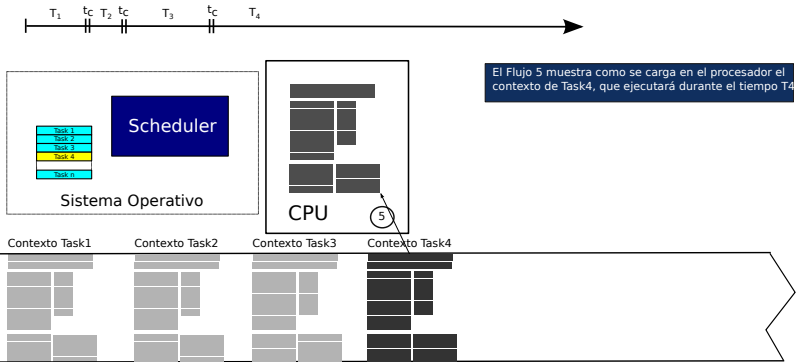 T1 tc T2 tc T3 tc T4
El Flujo 5 muestra como se carga en el procesador el
contexto de Task4, que ejecutará durante el tiempo T4
Scheduler
Task 1
Task 2
Task 3
Task 4
Task n
Sistema Operativo
CPU
5
Contexto Task1
Contexto Task2
Contexto Task3
Contexto Task4